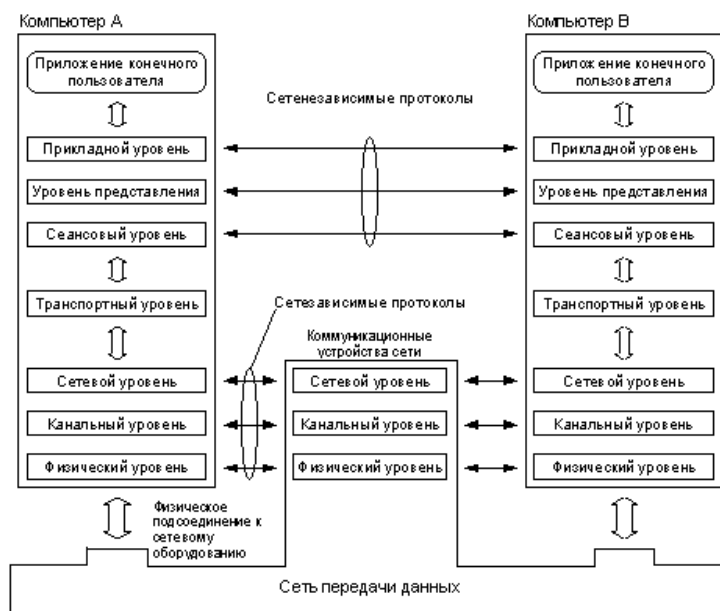 Компьютер А
Компьютер В
Приложение конечного
пользователя
Приложение конечного
пользователя
Сетенезависимые протоколы
Прикладной уровень
Прикладной уровень
Уровень представления
Уровень представления
Сеансовый уровень
Сеансовый уровень
Транспортный уровень
Сетезависимые протоколы
Транспортный уровень
Коммуникационные
устройства сети
Сетевой уровень
Сетевой уровень
Сетевой уровень
Канальный уровень
Канальный уровень
Канальный уровень
Физический уровень
Физический уровень
Физический уровень
Физическое
подсоединение к
сетевому
оборудованию
Сеть передачи данных